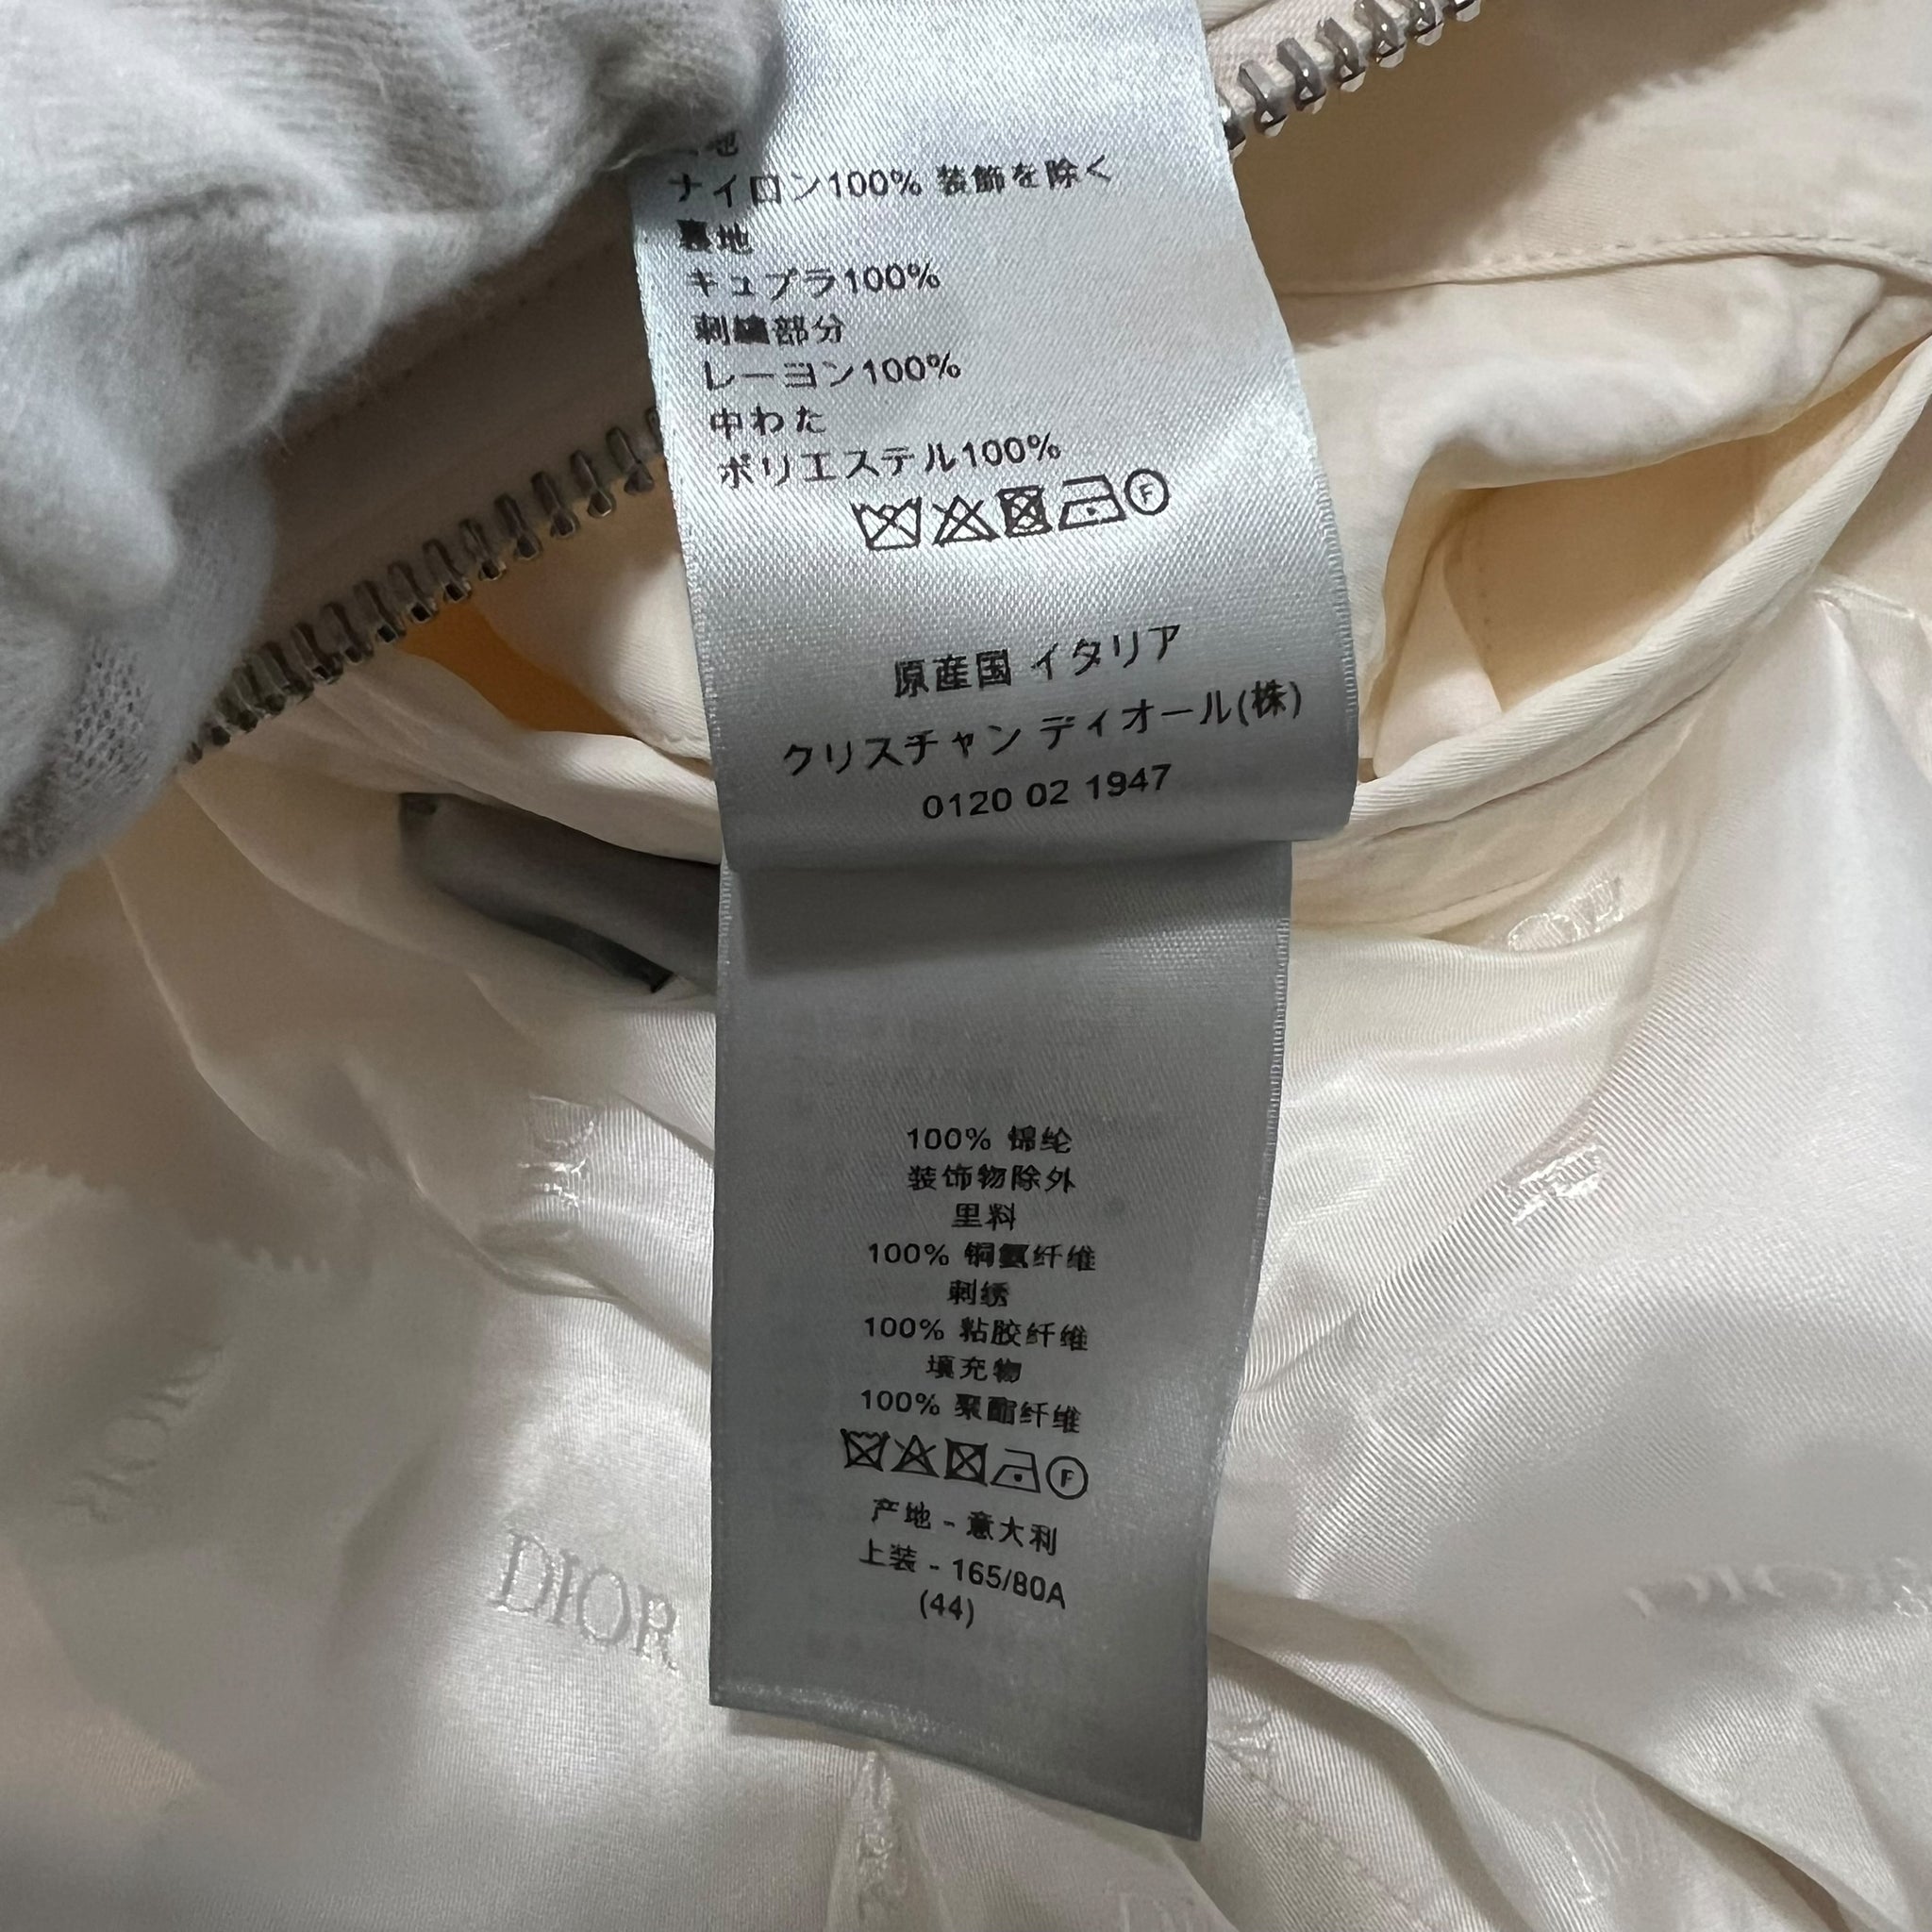 地
ナイロン100% 装飾を除く
裏地
キュプラ100%
刺繍部分
レーヨン100%
中わた
ポリエステル100%
F
原産国 イタリア
クリスチャン ディオール(株)
0120 02 1947
100% 锦纶
装饰物除外
里料
100% 铜氨纤维
刺绣
100% 粘胶纤维
填充物
100% 聚酯纤维
F
产地 - 意大利
上装 - 165/80A
(44)
DIOR